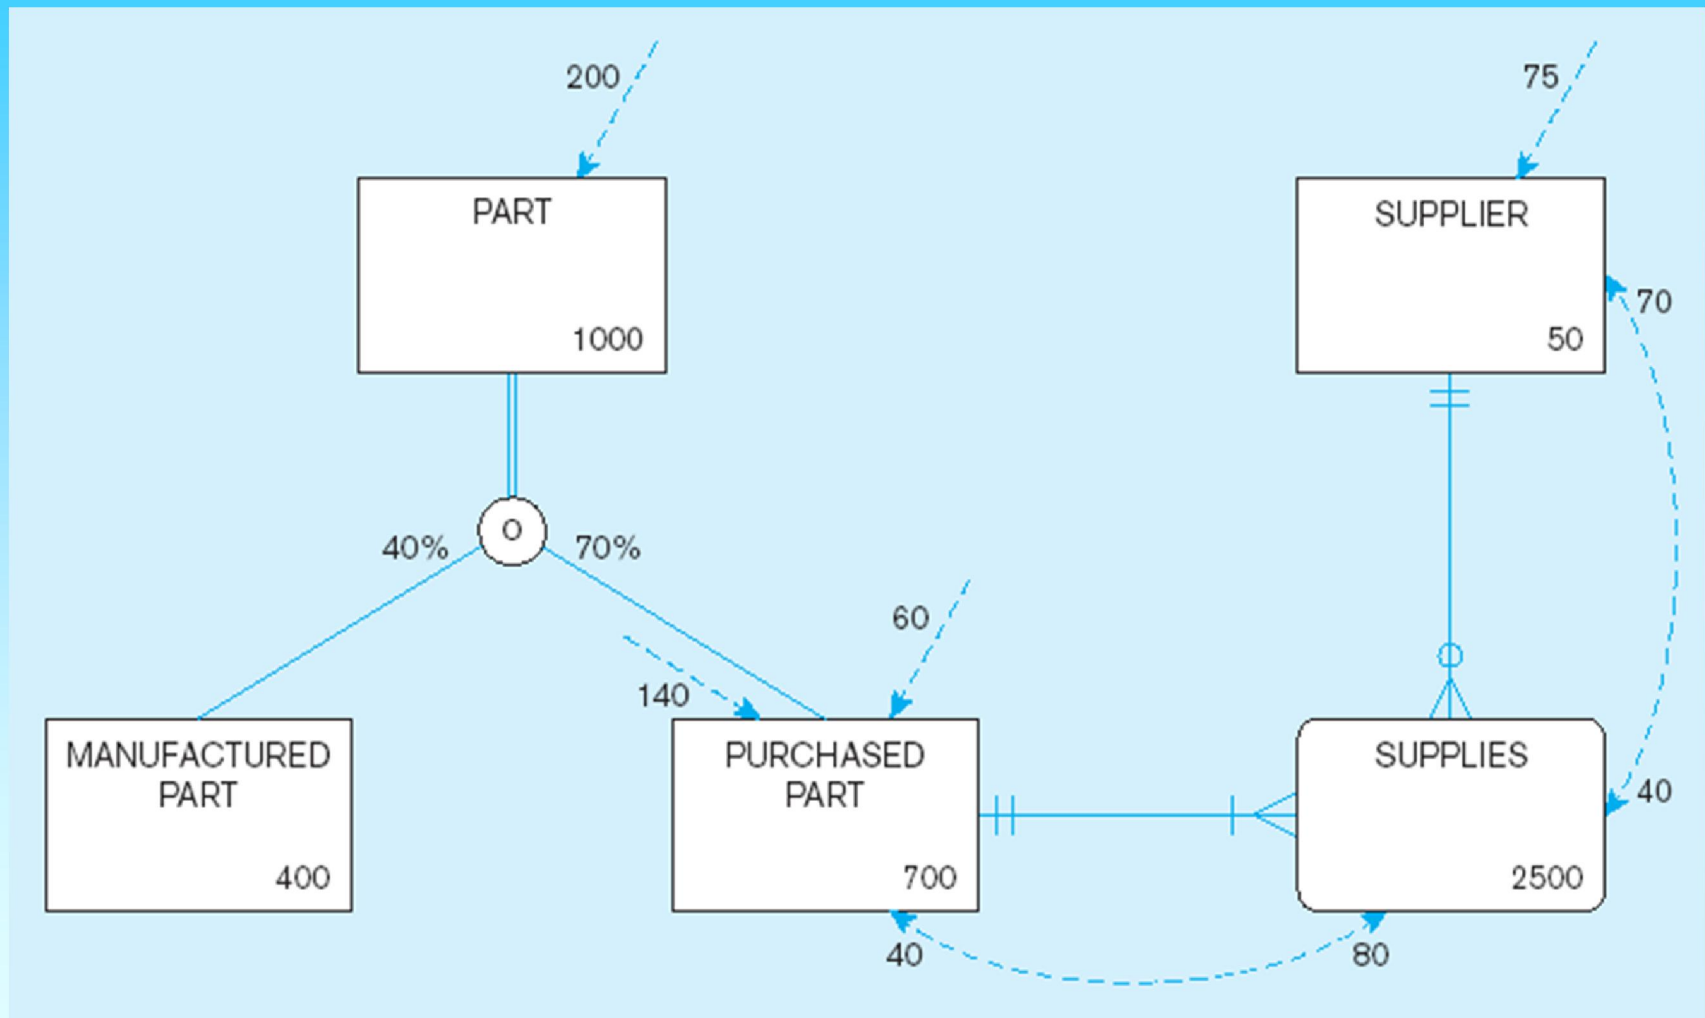 200
75
PART
SUPPLIER
70
1000
50
O
40%
70%
60
140
MANUFACTURED
PART
PURCHASED
PART
SUPPLIES
40
400
700
2500
40
80